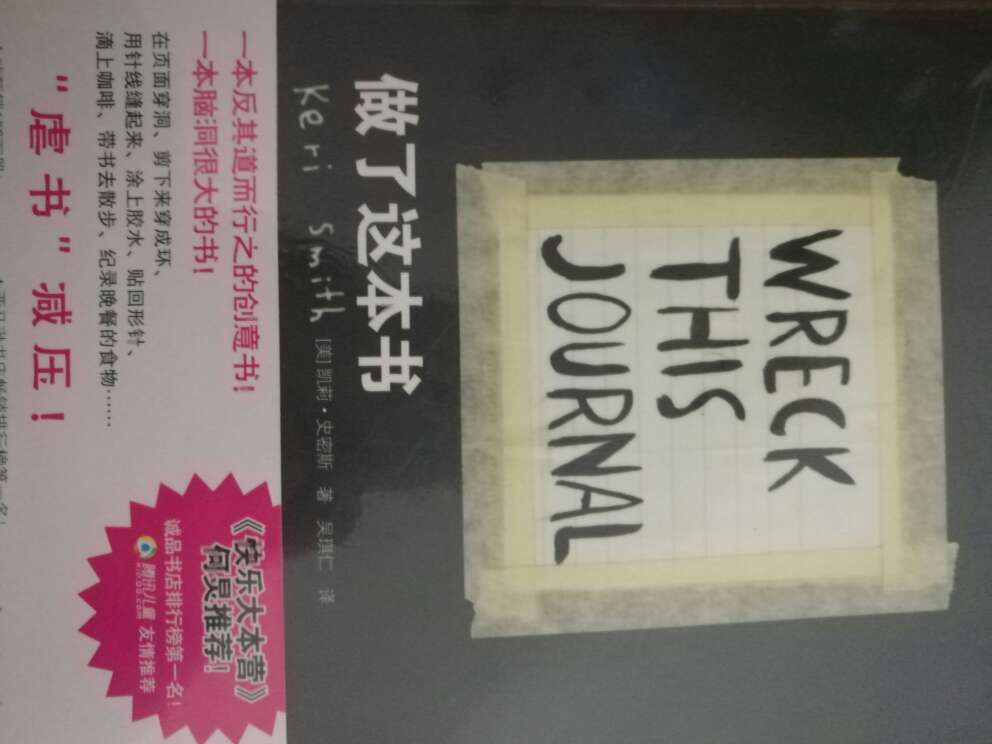 WRECK
THIS
JOURNAL
做了这本书
Keri Smith [美]凯莉·史密斯 著 吴琪仁 译
一本反其道而行之的创意书!
一本脑洞很大的书!
在页面穿洞、剪下来穿成环、
用针线缝起来、涂上胶水、贴回形针、
滴上咖啡、带书去散步、纪录晚餐的食物……
“虐书”减压!
《快乐大本营》
何炅推荐!
诚品书店排行榜第一名!
腾讯儿童 友情推荐
KID.QQ.COM